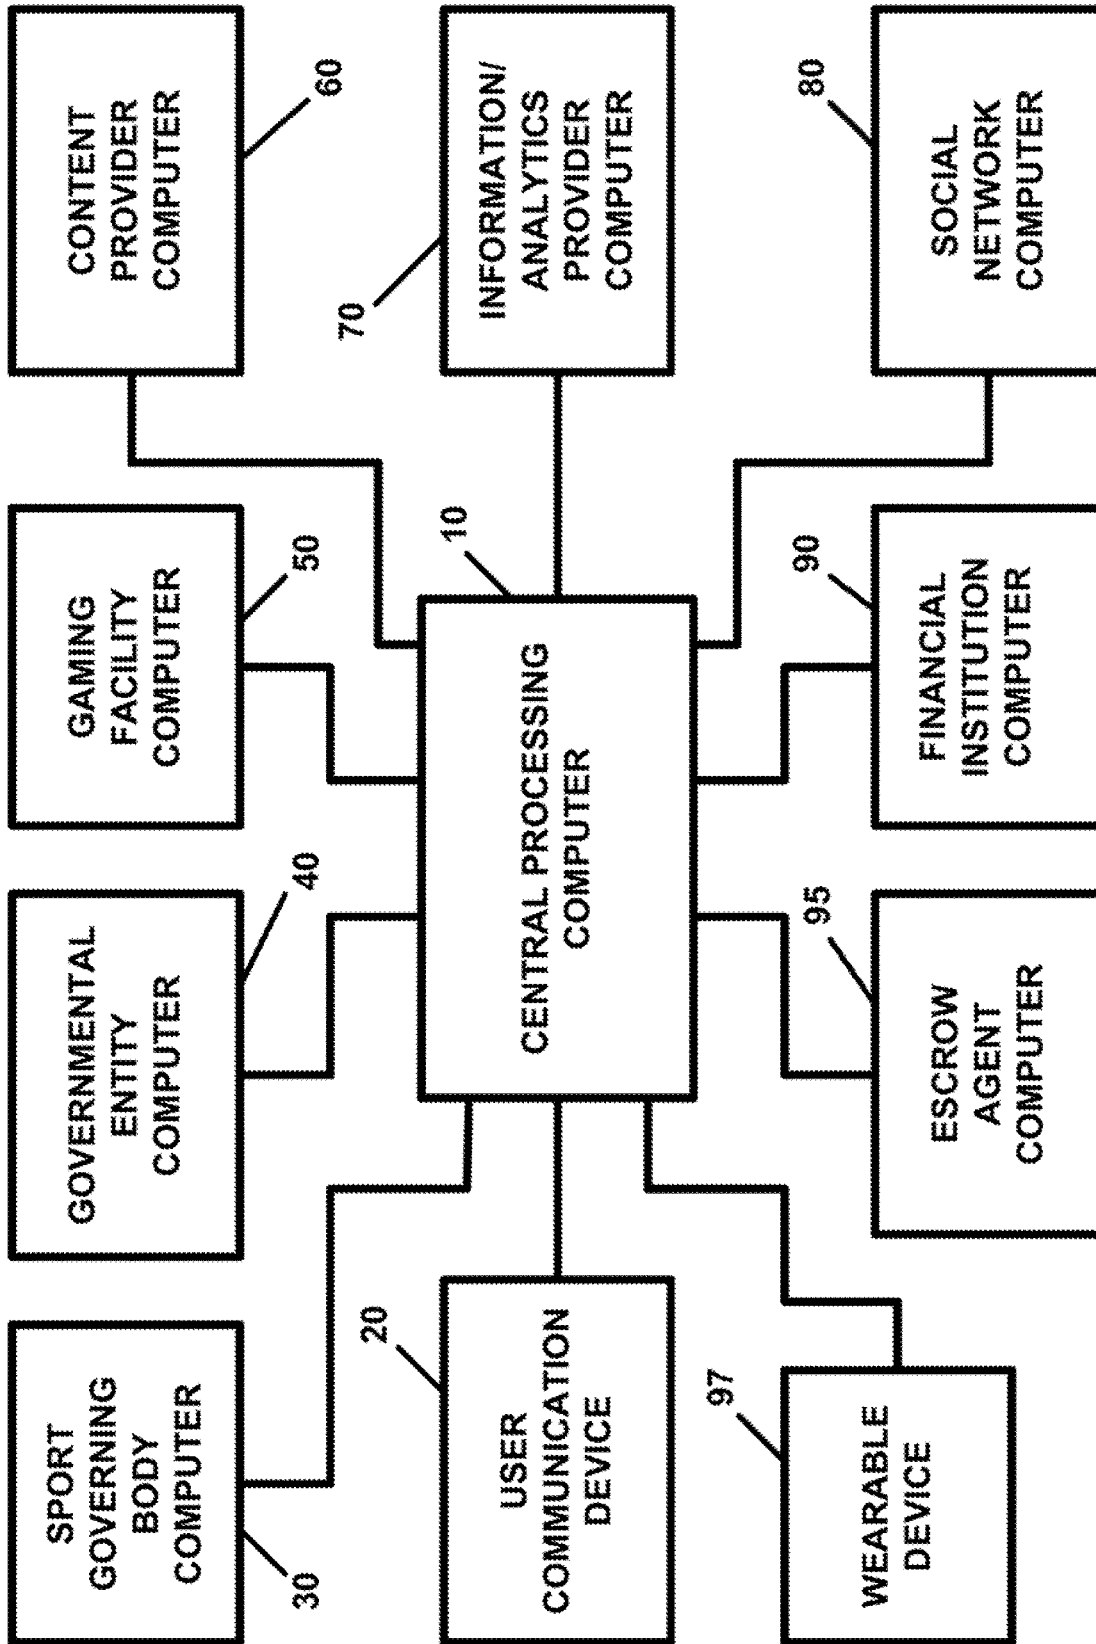 SPORT
GOVERNING
BODY
COMPUTER
30
GOVERNMENTAL
ENTITY
COMPUTER
40
GAMING
FACILITY
COMPUTER
50
CONTENT
PROVIDER
COMPUTER
60
USER
COMMUNICATION
DEVICE
20
CENTRAL PROCESSING
COMPUTER
10
INFORMATION/
ANALYTICS
PROVIDER
COMPUTER
70
WEARABLE
DEVICE
97
ESCROW
AGENT
COMPUTER
95
FINANCIAL
INSTITUTION
COMPUTER
90
SOCIAL
NETWORK
COMPUTER
80